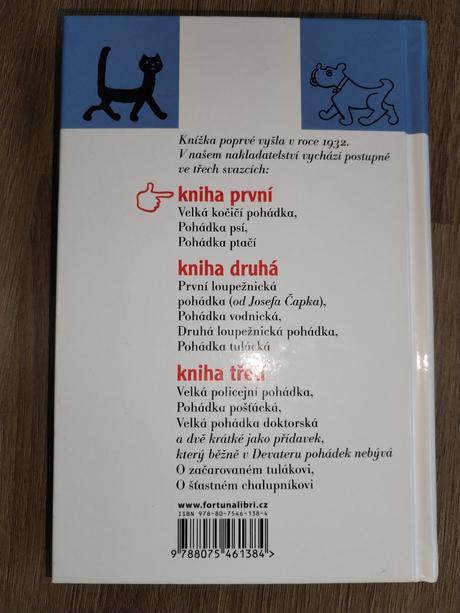 Knížka poprvé vyšla v roce 1932.
V našem nakladatelství vychází postupně
ve třech svazcích:
kniha první
Velká kočičí pohádka,
Pohádka psí,
Pohádka ptačí
kniha druhá
První loupežnická
pohádka (od Josefa Čapka),
Pohádka vodnická,
Druhá loupežnická pohádka,
Pohádka tulácká
kniha třetí
Velká policejní pohádka,
Pohádka pošťácká,
Velká pohádka doktorská
a dvě krátké jako přídavek,
který běžně v Devateru pohádek nebývá
O začarovaném tulákovi,
O šťastném chalupníkovi
www.fortunalibri.cz
ISBN 978-80-7546-138-4
9 788075 461384 >